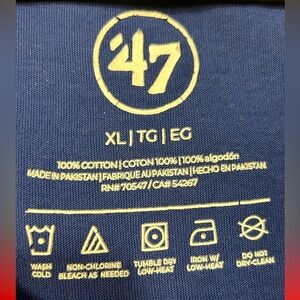 '47
XL | TG | EG
100% COTTON | COTON 100% | 100% algodón
MADE IN PAKISTAN | FABRIQUE AU PAKISTAN | HECHO EN PAKISTAN
RN# 70547 / CA# 54267
WASH COLD
NON-CHLORINE BLEACH AS NEEDED
TUMBLE DRY LOW-HEAT
IRON W/ LOW-HEAT
DO NOT DRY-CLEAN